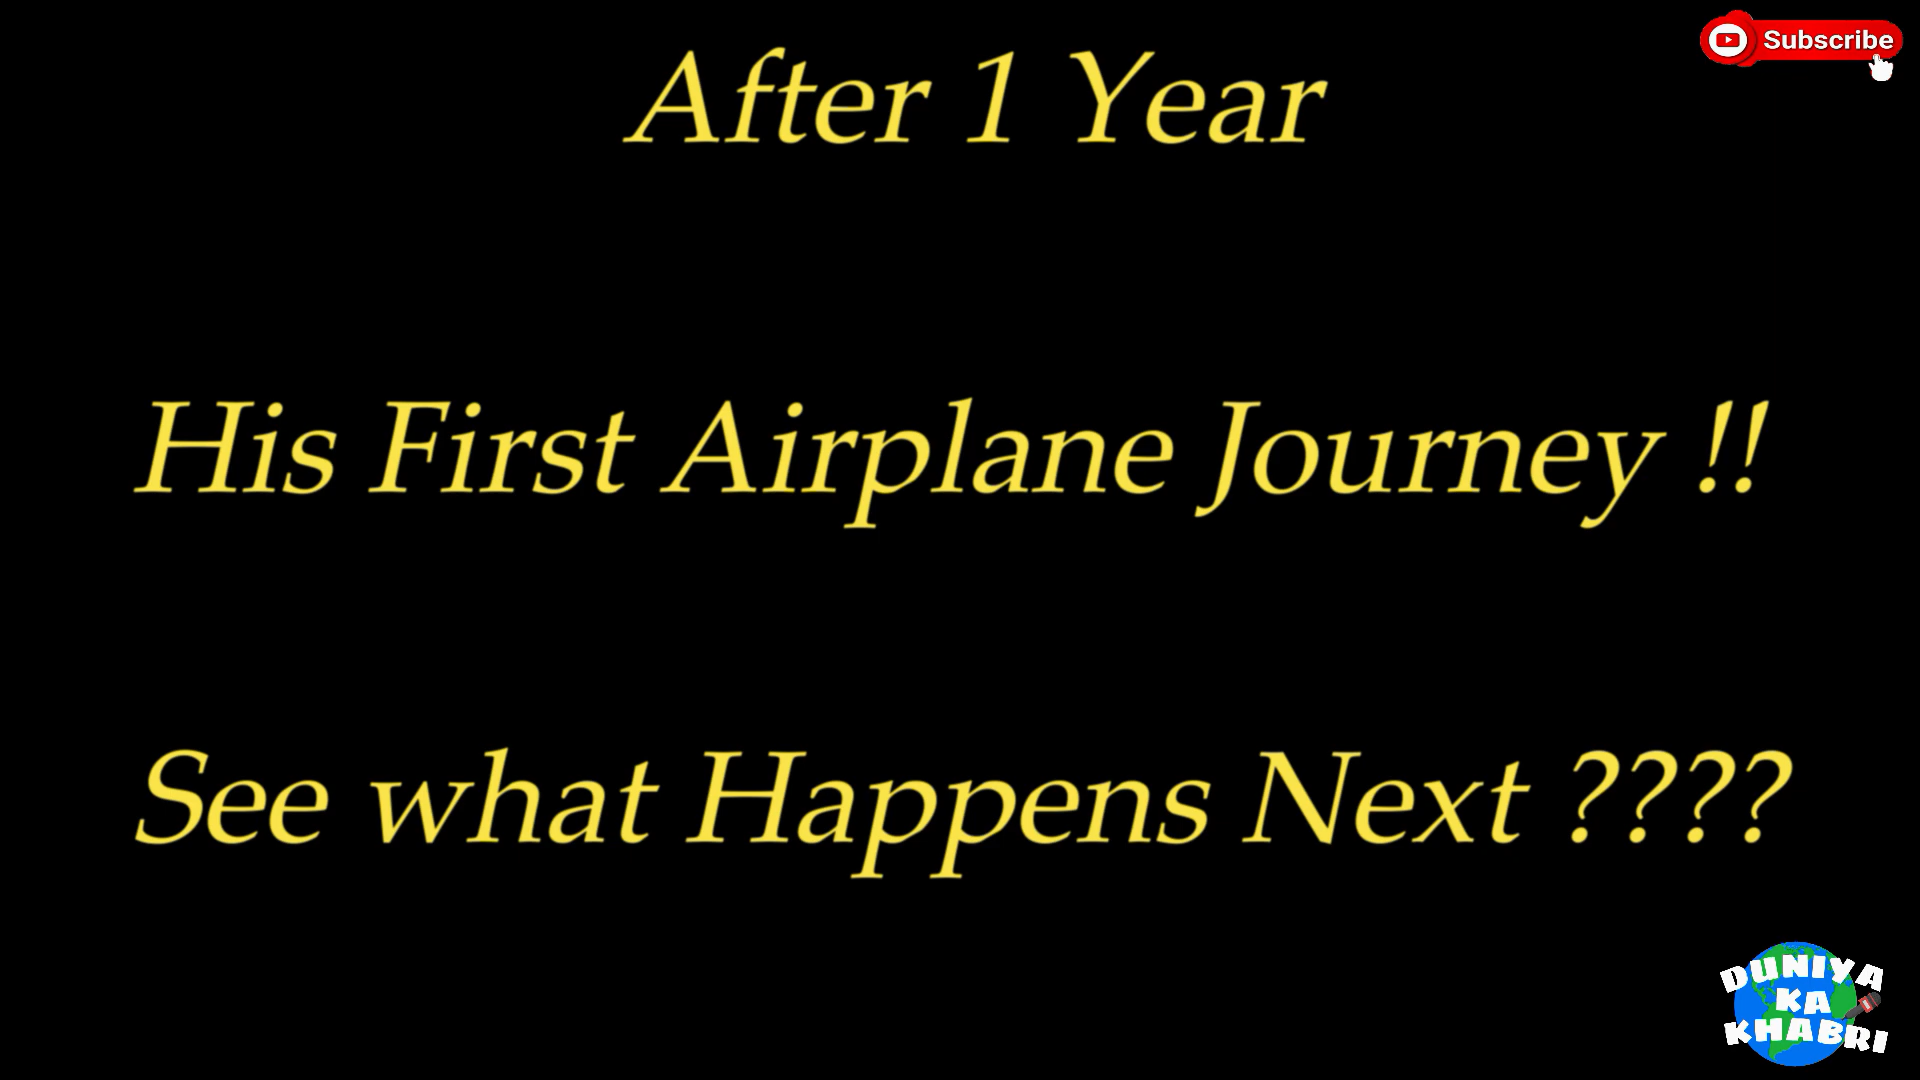 Subscribe
After 1 Year
His First Airplane Journey !!
See what Happens Next ????
DUNIYA
KA
KHABRI